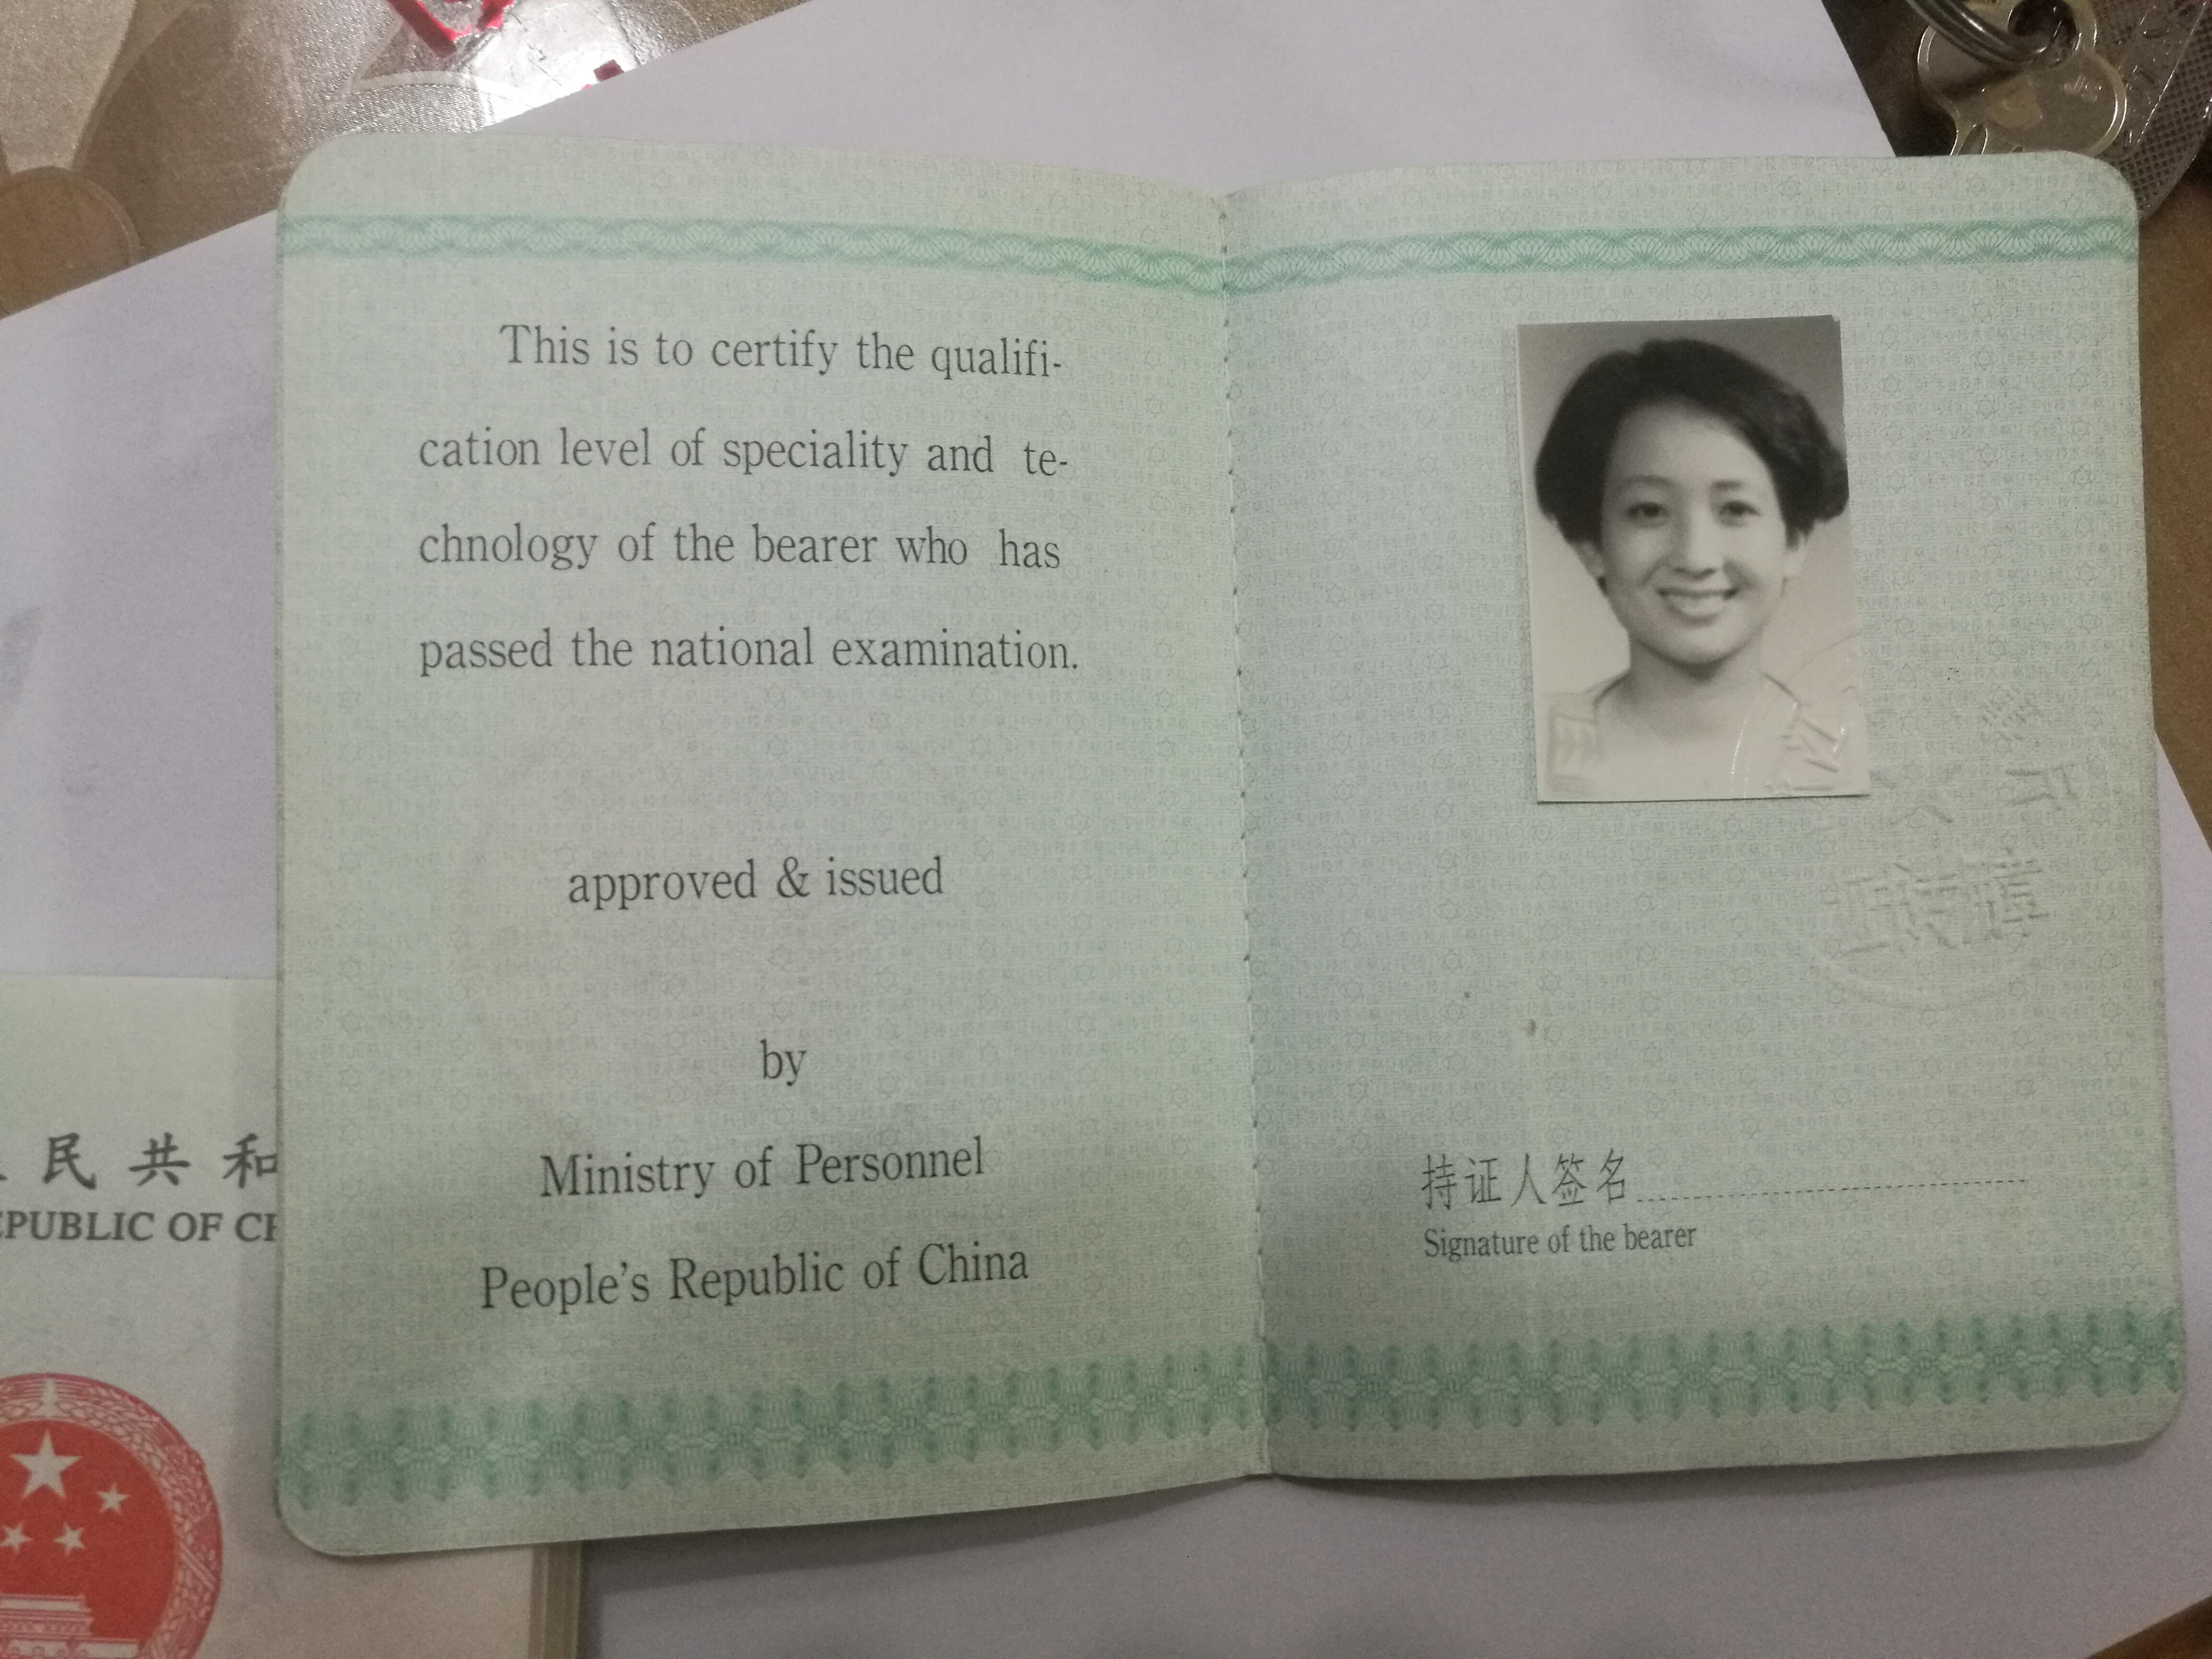 This is to certify the qualifi-
cation level of speciality and te-
chnology of the bearer who has
passed the national examination.
approved & issued
by
Ministry of Personnel
People's Republic of China
持证人签名
Signature of the bearer
民共和
PUBLIC OF CH